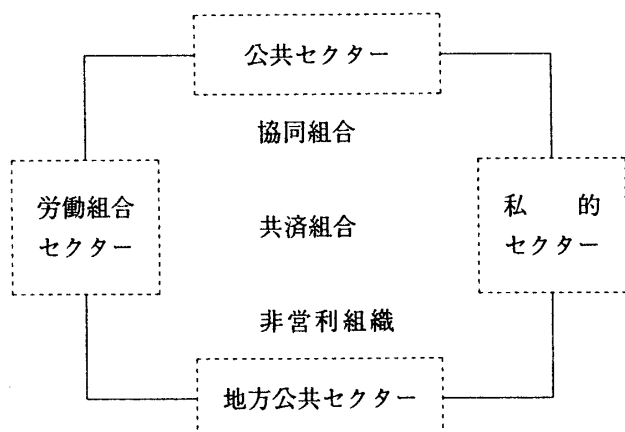 公共セクター
協同組合
労働組合
セクター
共済組合
私的
セクター
非営利組織
地方公共セクター